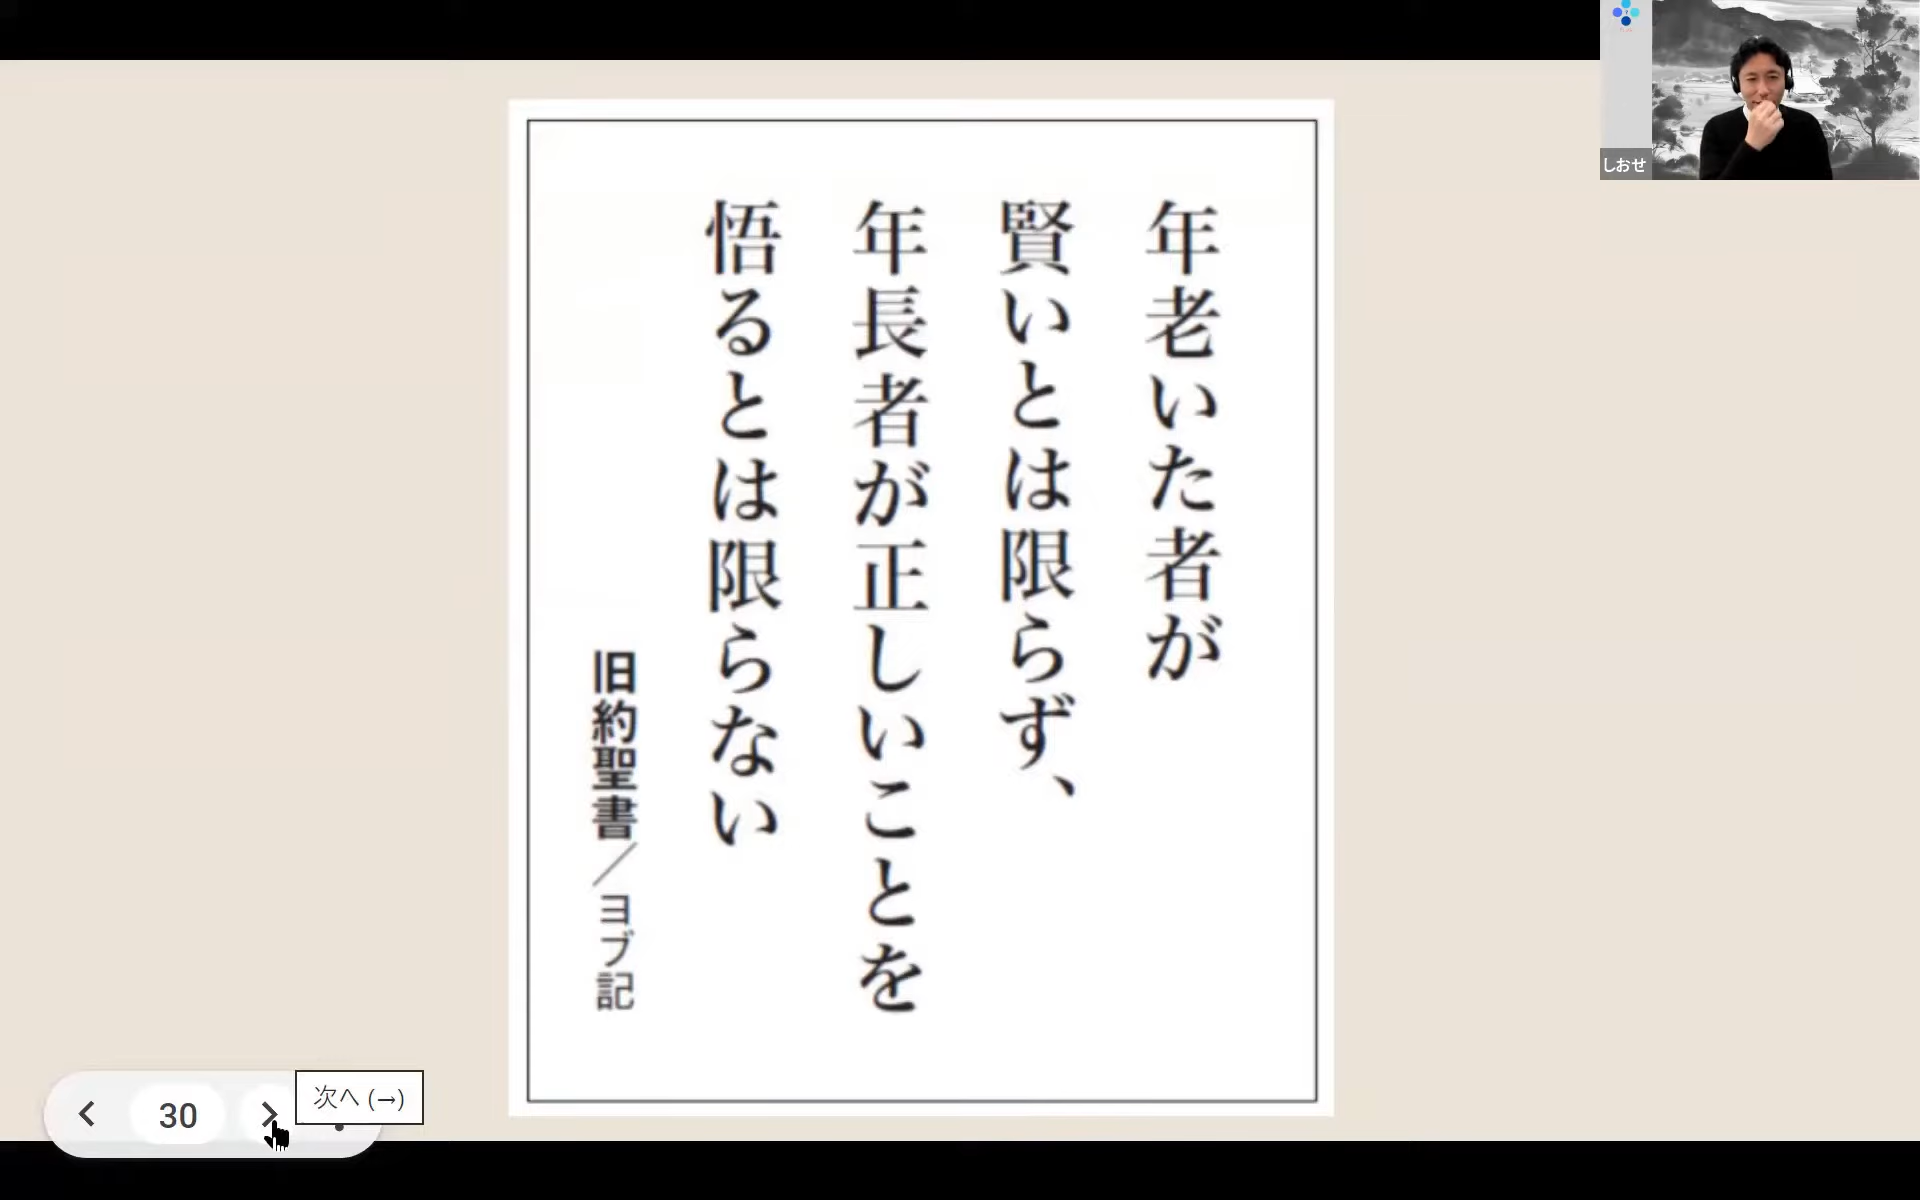 年老いた者が
賢いとは限らず、
年長者が正しいことを
悟るとは限らない
旧約聖書／ヨブ記
しおせ
30
次へ (→)